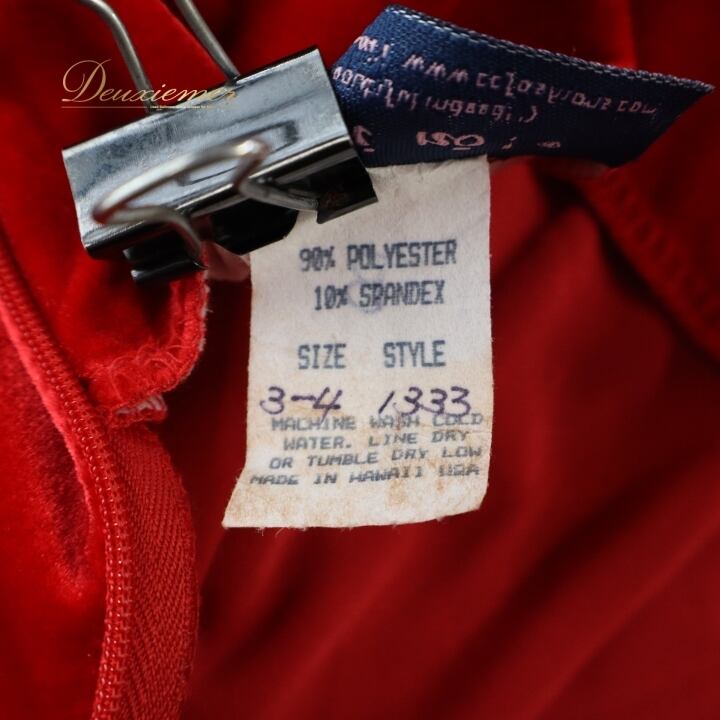 Deuxieme
90% POLYESTER
10% SPANDEX
SIZE STYLE
3-4 1333
MACHINE WASH COLD
WATER. LINE DRY
OR TUMBLE DRY LOW
MADE IN HAWAII USA